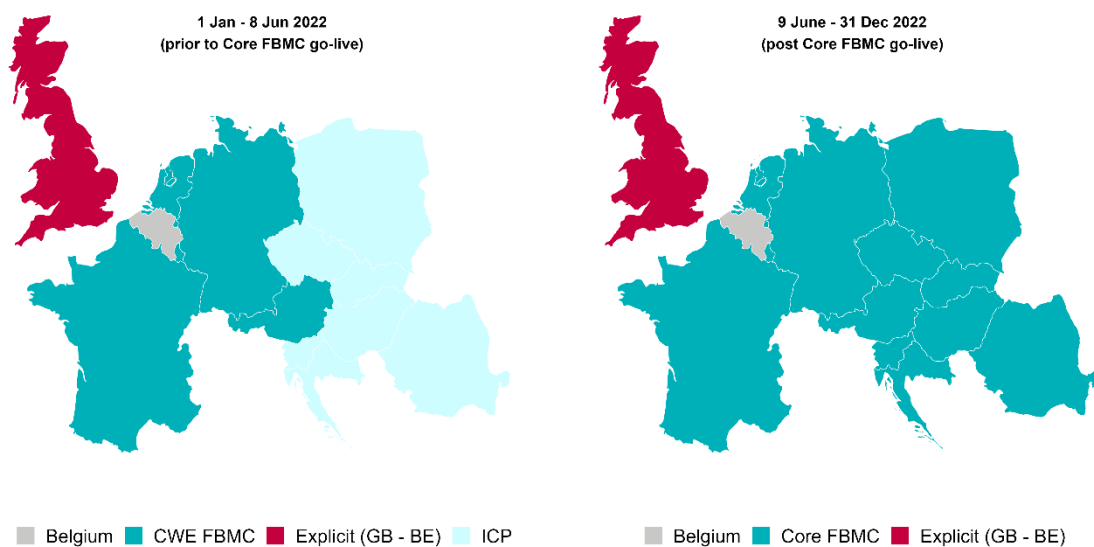 1 Jan - 8 Jun 2022
(prior to Core FBMC go-live)
9 June - 31 Dec 2022
(post Core FBMC go-live)
Belgium CWE FBMC Explicit (GB - BE) ICP
Belgium Core FBMC Explicit (GB - BE)